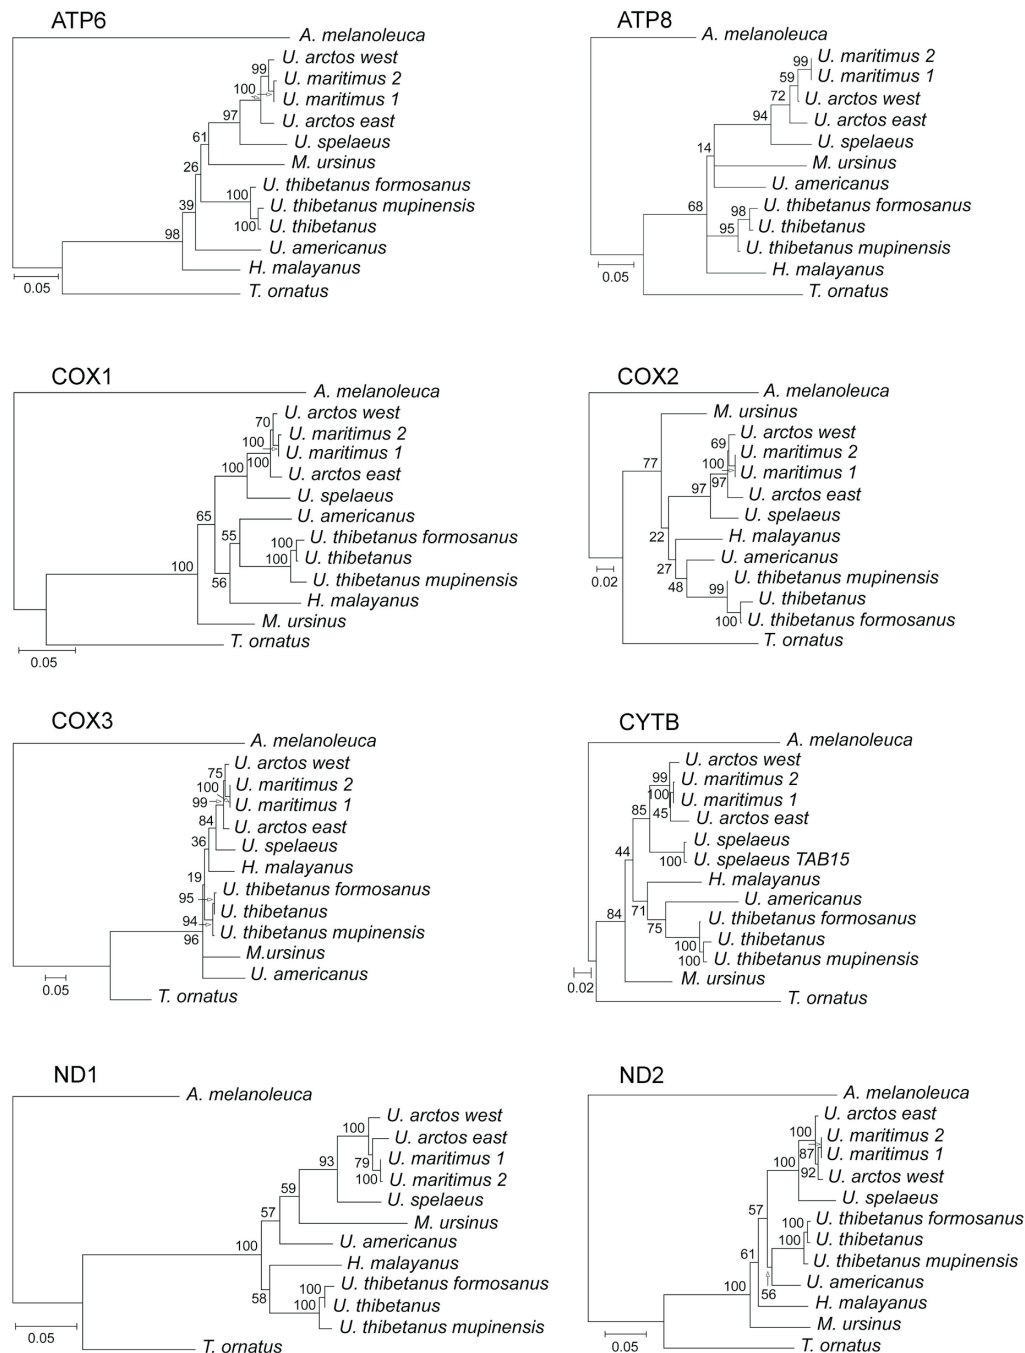 ATP6
A. melanoleuca
U. arctos west
99
U. maritimus 2
100
U. maritimus 1
97
U. arctos east
61
U. spelaeus
26
M. ursinus
100
U. thibetanus formosanus
39
U. thibetanus mupinensis
100
U. thibetanus
98
U. americanus
H. malayanus
0.05
T. ornatus
ATP8
A. melanoleuca
99
U. maritimus 2
59
U. maritimus 1
72
U. arctos west
94
U. arctos east
14
U. spelaeus
M. ursinus
U. americanus
68
98
U. thibetanus formosanus
95
U. thibetanus
U. thibetanus mupinensis
0.05
H. malayanus
T. ornatus
COX1
A. melanoleuca
70
U. arctos west
100
U. maritimus 2
100
U. maritimus 1
100
U. arctos east
U. spelaeus
65
U. americanus
55
100
U. thibetanus formosanus
100
U. thibetanus
100
56
U. thibetanus mupinensis
H. malayanus
M. ursinus
0.05
T. ornatus
COX2
A. melanoleuca
M. ursinus
77
69
U. arctos west
100
U. maritimus 2
97
U. maritimus 1
97
U. arctos east
U. spelaeus
22
H. malayanus
27
U. americanus
48
99
U. thibetanus mupinensis
U. thibetanus
0.02
100
U. thibetanus formosanus
T. ornatus
COX3
A. melanoleuca
75
U. arctos west
100
U. maritimus 2
99
U. maritimus 1
84
U. arctos east
36
U. spelaeus
H. malayanus
19
U. thibetanus formosanus
95
U. thibetanus
94
U. thibetanus mupinensis
96
M.ursinus
U. americanus
0.05
T. ornatus
CYTB
A. melanoleuca
U. arctos west
99
U. maritimus 2
100
U. maritimus 1
45
U. arctos east
85
U. spelaeus
100
U. spelaeus TAB15
44
H. malayanus
71
U. americanus
84
75
U. thibetanus formosanus
100
U. thibetanus
100
U. thibetanus mupinensis
M. ursinus
0.02
T. ornatus
ND1
A. melanoleuca
U. arctos west
100
U. arctos east
93
79
U. maritimus 1
100
U. maritimus 2
59
U. spelaeus
57
M. ursinus
100
U. americanus
H. malayanus
58
100
U. thibetanus formosanus
100
U. thibetanus
U. thibetanus mupinensis
0.05
T. ornatus
ND2
A. melanoleuca
U. arctos east
100
U. maritimus 2
87
U. maritimus 1
100
92
U. arctos west
U. spelaeus
57
100
U. thibetanus formosanus
100
U. thibetanus
61
U. thibetanus mupinensis
100
56
U. americanus
H. malayanus
M. ursinus
0.05
T. ornatus